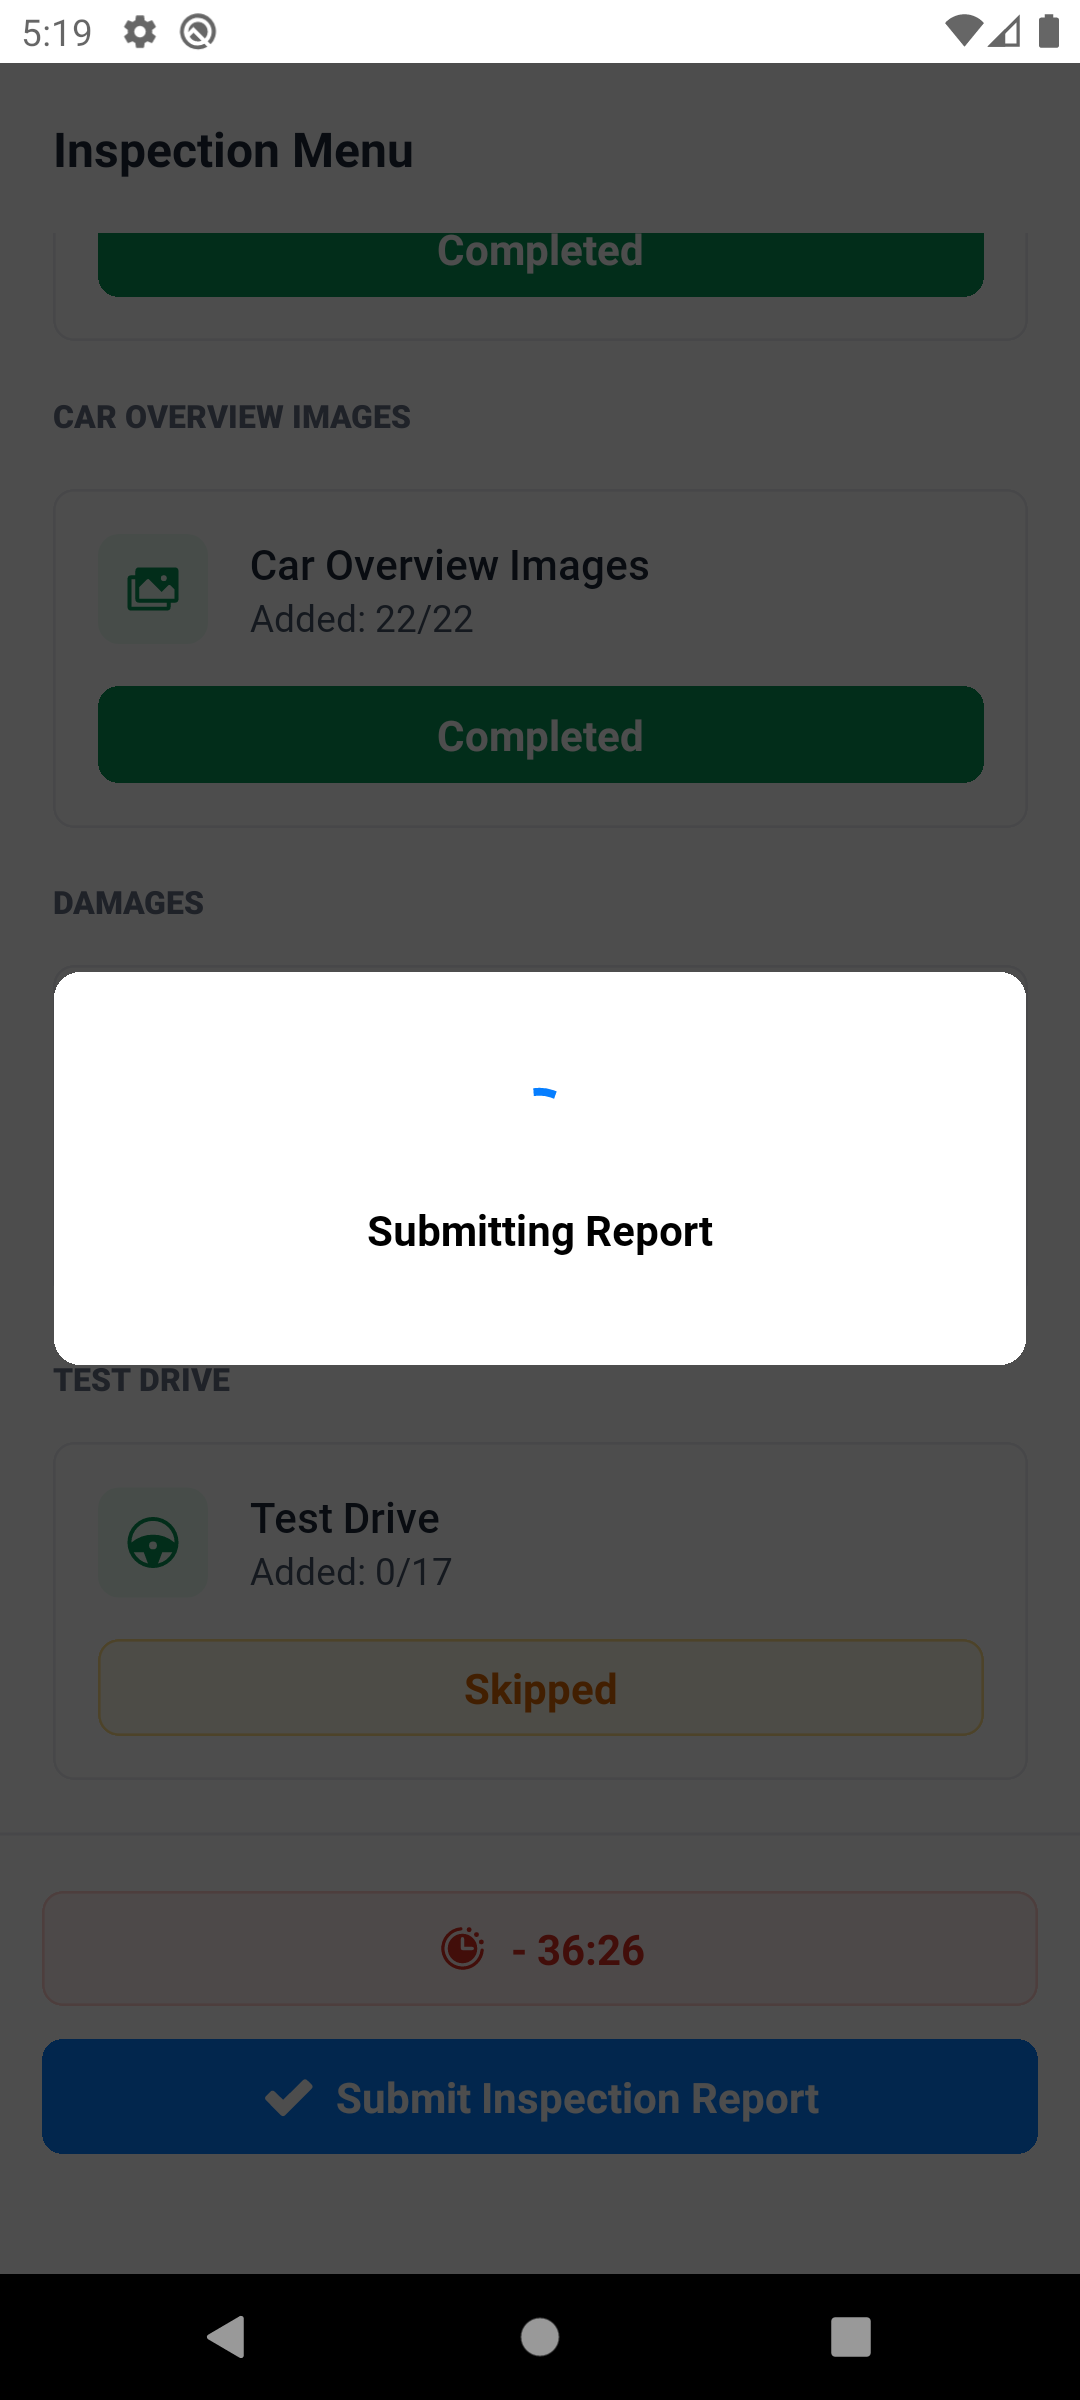 5:19
Inspection Menu
Completed
CAR OVERVIEW IMAGES
Car Overview Images
Added: 22/22
Completed
DAMAGES
Submitting Report
TEST DRIVE
Test Drive
Added: 0/17
Skipped
- 36:26
Submit Inspection Report